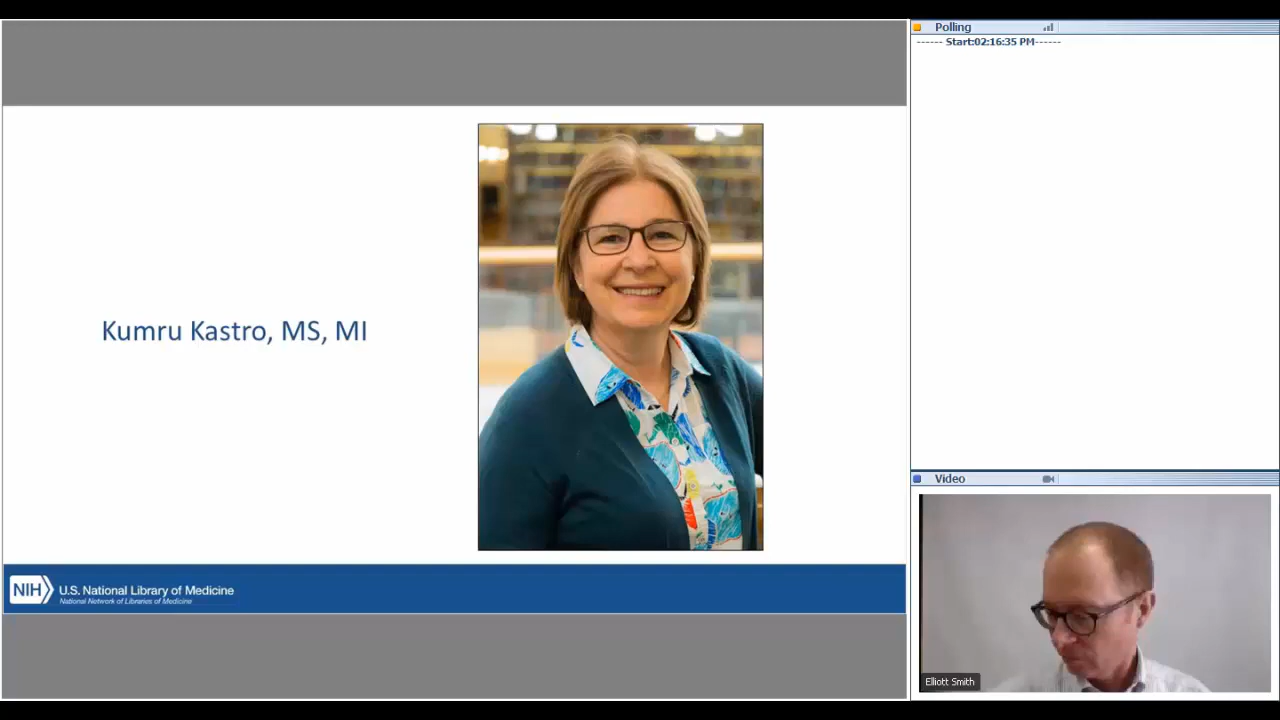 Kumru Kastro, MS, MI
NIH
U.S. National Library of Medicine
National Network of Libraries of Medicine
Polling
------ Start:02:16:35 PM------
Video
Elliott Smith